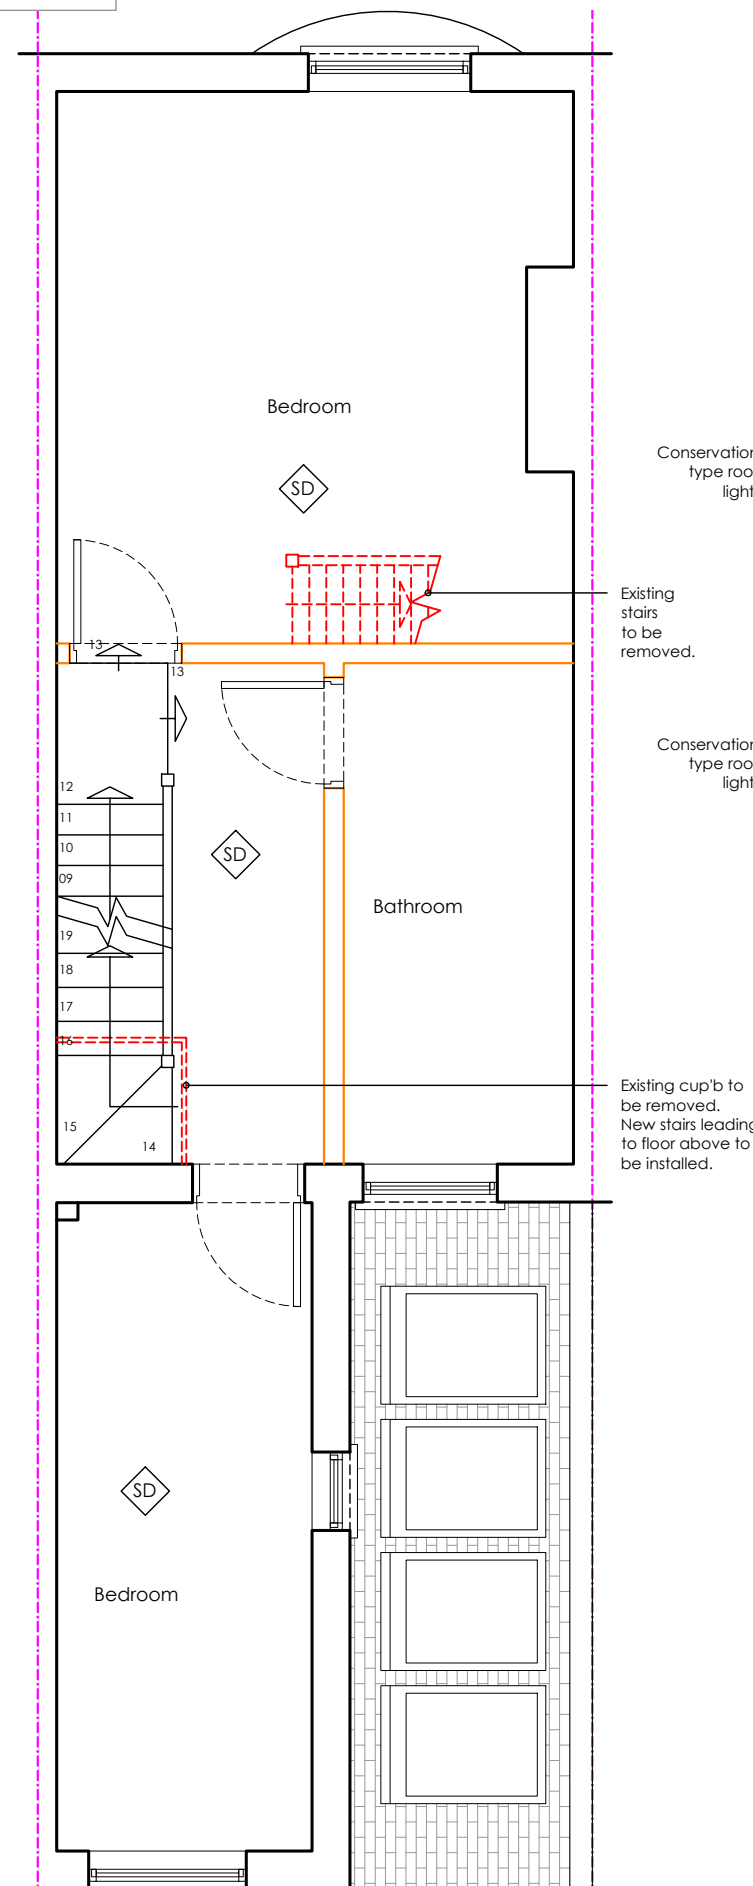 Bedroom
SD
Conservation
type roo
light
Existing
stairs
to be
removed.
13
13
Conservation
type roo
light
12
11
10
09
SD
Bathroom
19
18
17
16
15
14
Existing cup'b to
be removed.
New stairs leading
to floor above to
be installed.
SD
Bedroom